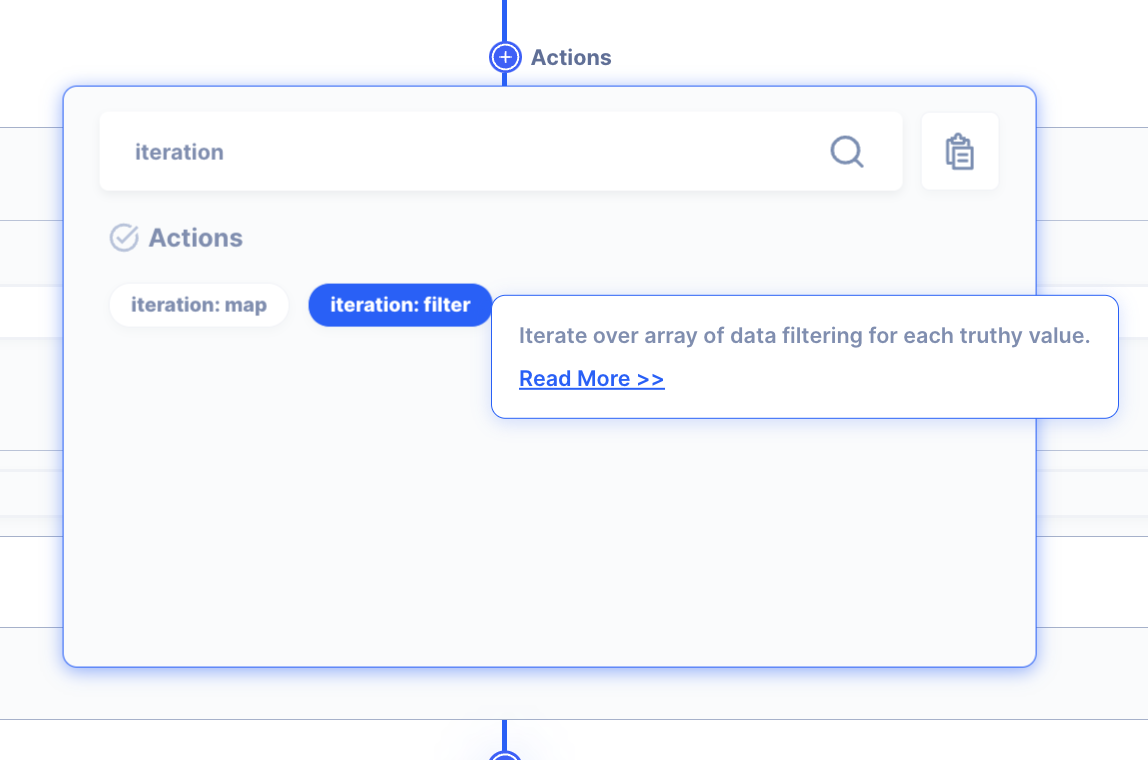 Actions
iteration
Actions
iteration: map
iteration: filter
Iterate over array of data filtering for each truthy value.
Read More >>